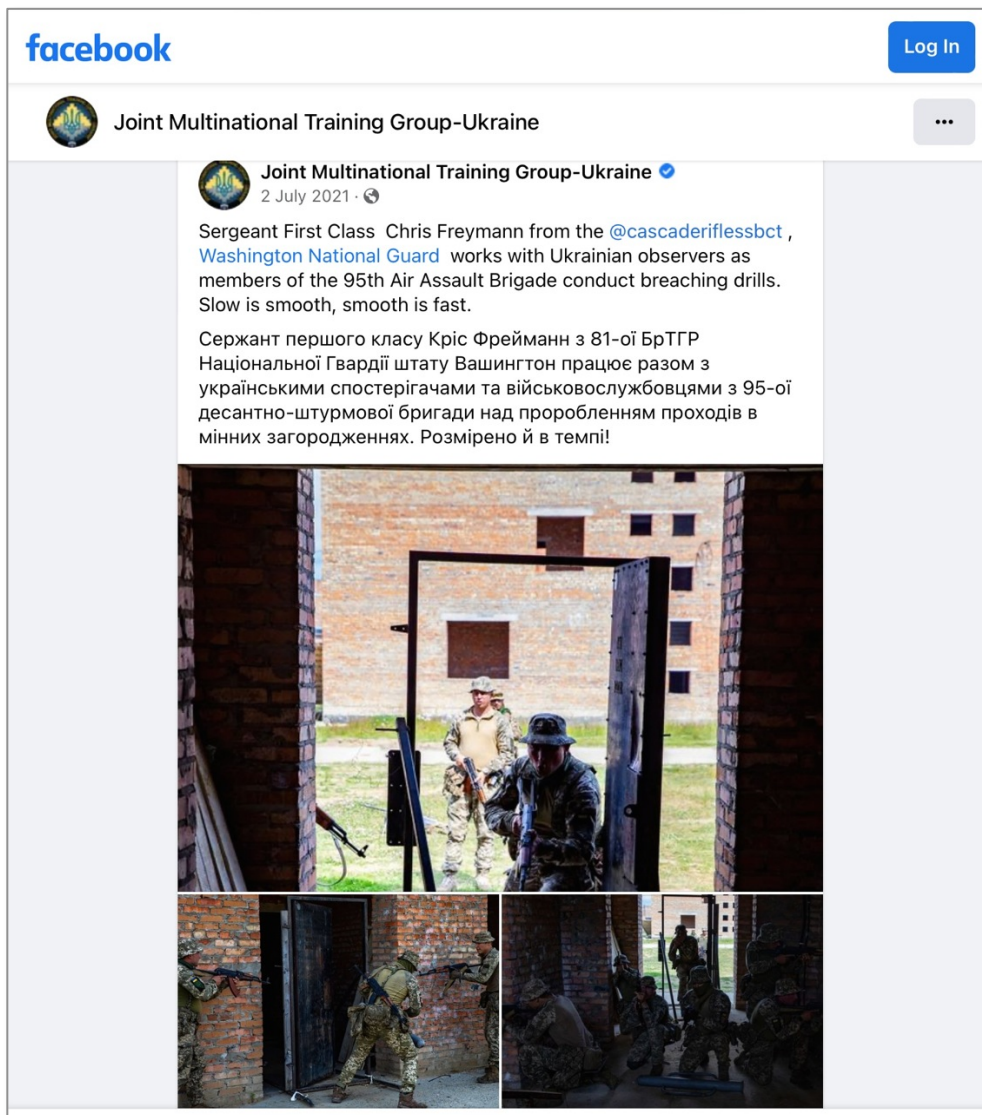 facebook
Log In
Joint Multinational Training Group-Ukraine
Joint Multinational Training Group-Ukraine
2 July 2021 ·
Sergeant First Class Chris Freymann from the @cascaderiflessbct ,
Washington National Guard works with Ukrainian observers as
members of the 95th Air Assault Brigade conduct breaching drills.
Slow is smooth, smooth is fast.
Сержант першого класу Кріс Фрейманн з 81-ої БрТГР
Національної Гвардії штату Вашингтон працює разом з
українськими спостерігачами та військовослужбовцями з 95-ої
десантно-штурмової бригади над проробленням проходів в
мінних загородженнях. Розмірено й в темпі!